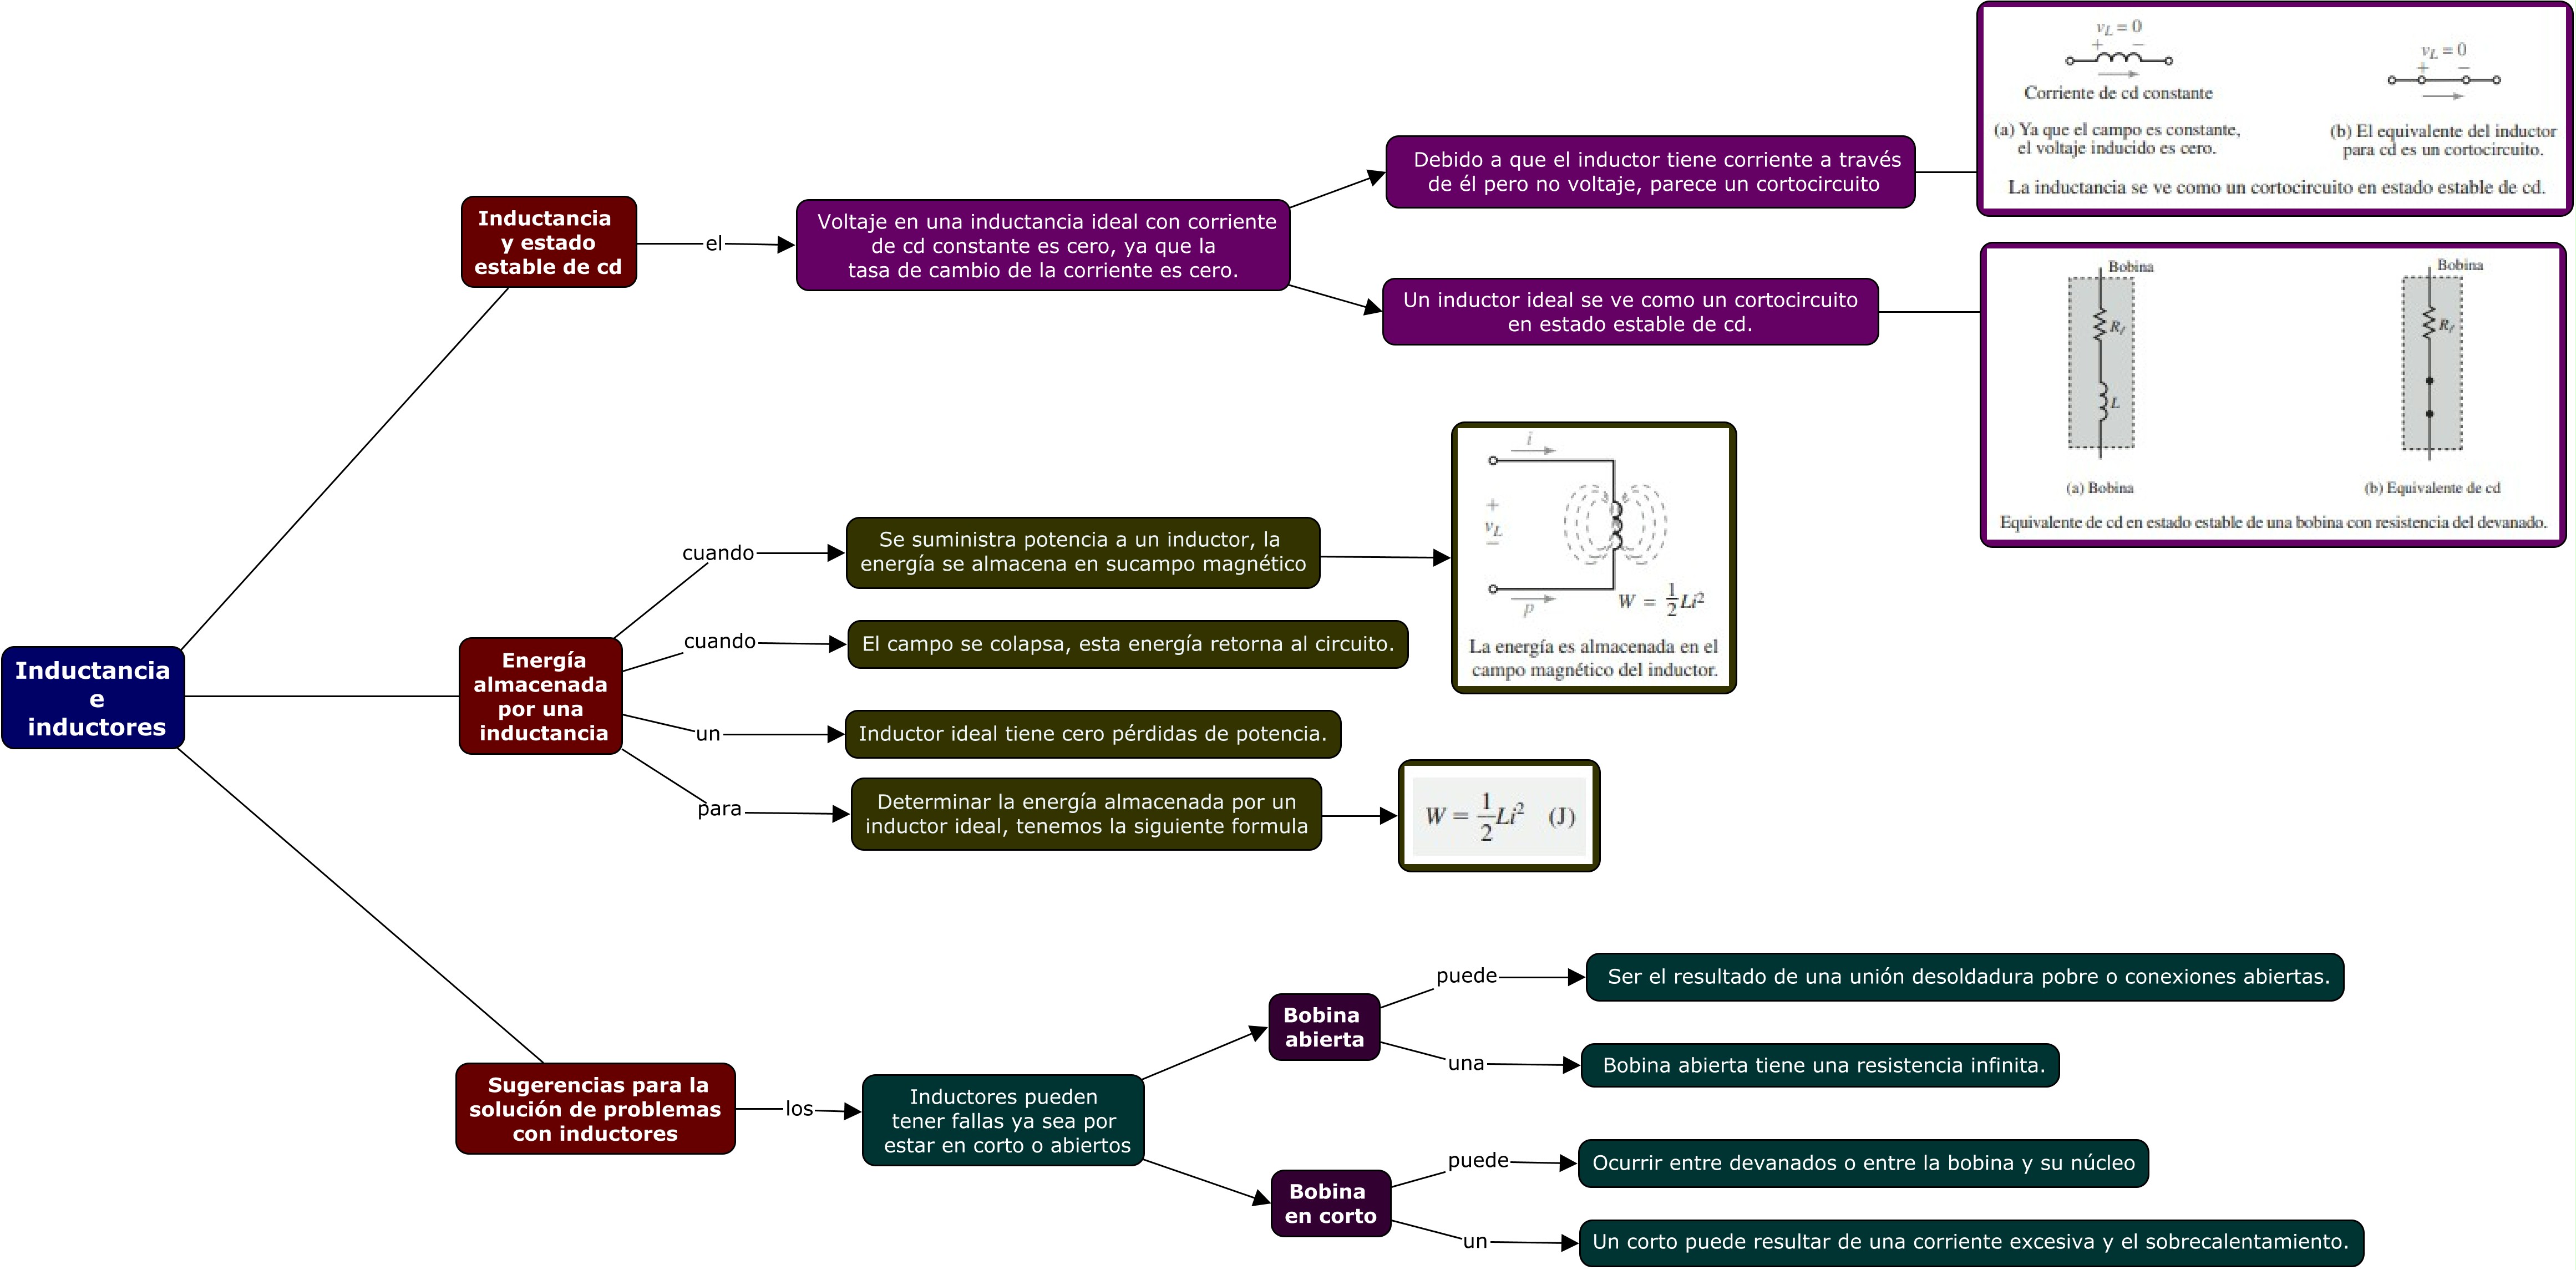 Inductancia
e
inductores
Inductancia
y estado
estable de cd
el
Voltaje en una inductancia ideal con corriente
de cd constante es cero, ya que la
tasa de cambio de la corriente es cero.
Debido a que el inductor tiene corriente a través
de él pero no voltaje, parece un cortocircuito
v_L = 0
+ −
Corriente de cd constante
(a) Ya que el campo es constante,
el voltaje inducido es cero.
v_L = 0
+ −
(b) El equivalente del inductor
para cd es un cortocircuito.
La inductancia se ve como un cortocircuito en estado estable de cd.
Un inductor ideal se ve como un cortocircuito
en estado estable de cd.
Bobina
R_ℓ
L
(a) Bobina
Bobina
R_ℓ
(b) Equivalente de cd
Equivalente de cd en estado estable de una bobina con resistencia del devanado.
Energía
almacenada
por una
inductancia
cuando
Se suministra potencia a un inductor, la
energía se almacena en sucampo magnético
i
+
v_L
−
p
W = 1/2 Li²
La energía es almacenada en el
campo magnético del inductor.
cuando
El campo se colapsa, esta energía retorna al circuito.
un
Inductor ideal tiene cero pérdidas de potencia.
para
Determinar la energía almacenada por un
inductor ideal, tenemos la siguiente formula
W = 1/2 Li² (J)
Sugerencias para la
solución de problemas
con inductores
los
Inductores pueden
tener fallas ya sea por
estar en corto o abiertos
Bobina
abierta
puede
Ser el resultado de una unión desoldadura pobre o conexiones abiertas.
una
Bobina abierta tiene una resistencia infinita.
Bobina
en corto
puede
Ocurrir entre devanados o entre la bobina y su núcleo
un
Un corto puede resultar de una corriente excesiva y el sobrecalentamiento.